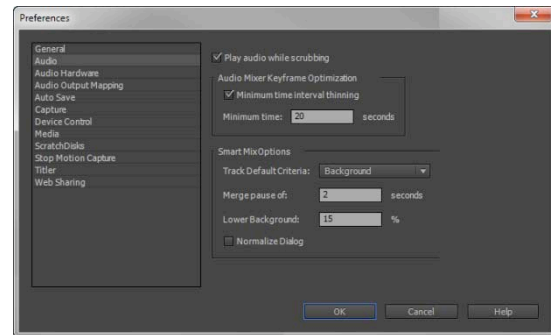 Preferences
General
Audio
Audio Hardware
Audio Output Mapping
Auto Save
Capture
Device Control
Media
ScratchDisks
Stop Motion Capture
Titler
Web Sharing
Play audio while scrubbing
Audio Mixer Keyframe Optimization
Minimum time interval thinning
Minimum time: 20 seconds
Smart MixOptions
Track Default Criteria: Background
Merge pause of: 2 seconds
Lower Background: 15 %
Normalize Dialog
OK Cancel Help